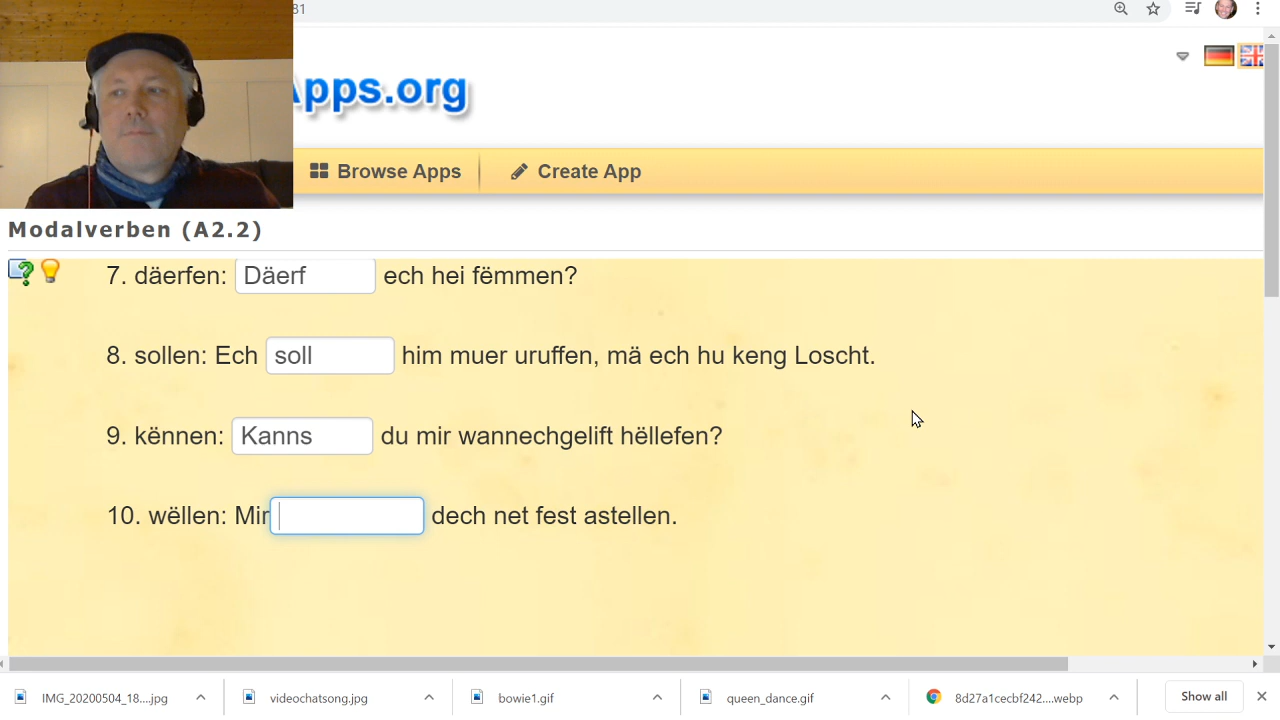 31
Apps.org
Browse Apps
Create App
Modalverben (A2.2)
7. däerfen: Däerf ech hei fëmmen?
8. sollen: Ech soll him muer uruffen, mä ech hu keng Loscht.
9. kënnen: Kanns du mir wannechgelift hëllefen?
10. wëllen: Mir dech net fest astellen.
IMG_20200504_18....jpg
videochatsong.jpg
bowie1.gif
queen_dance.gif
8d27a1cecbf242....webp
Show all